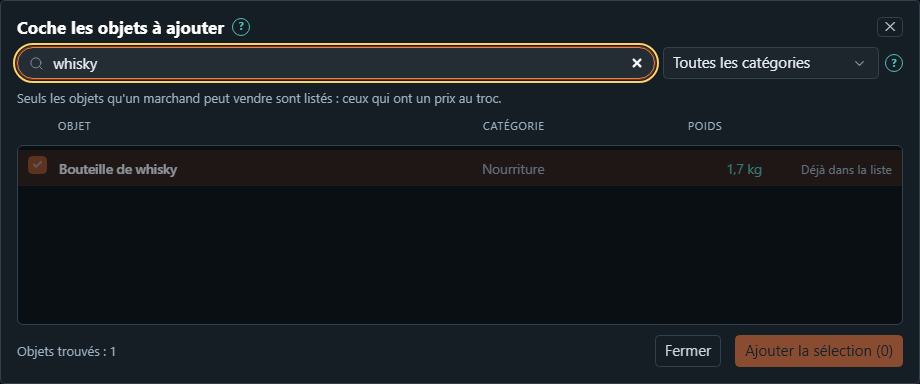 Coche les objets à ajouter ?
whisky
Toutes les catégories ?
Seuls les objets qu'un marchand peut vendre sont listés : ceux qui ont un prix au troc.
OBJET CATÉGORIE POIDS
Bouteille de whisky Nourriture 1,7 kg Déjà dans la liste
Objets trouvés : 1 Fermer Ajouter la sélection (0)